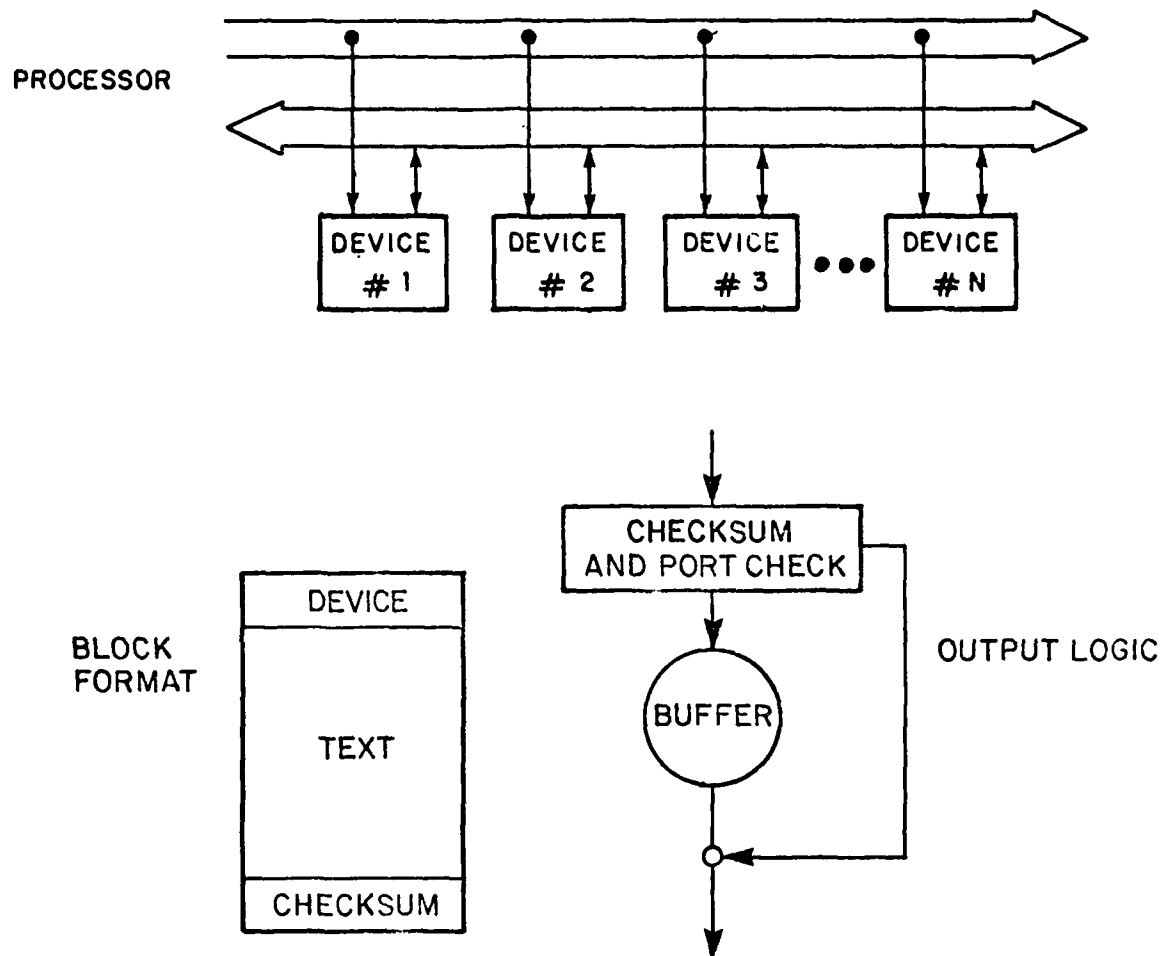 PROCESSOR
DEVICE
# 1
DEVICE
# 2
DEVICE
# 3
DEVICE
# N
CHECKSUM
AND PORT CHECK
DEVICE
BLOCK
FORMAT
OUTPUT LOGIC
BUFFER
TEXT
CHECKSUM